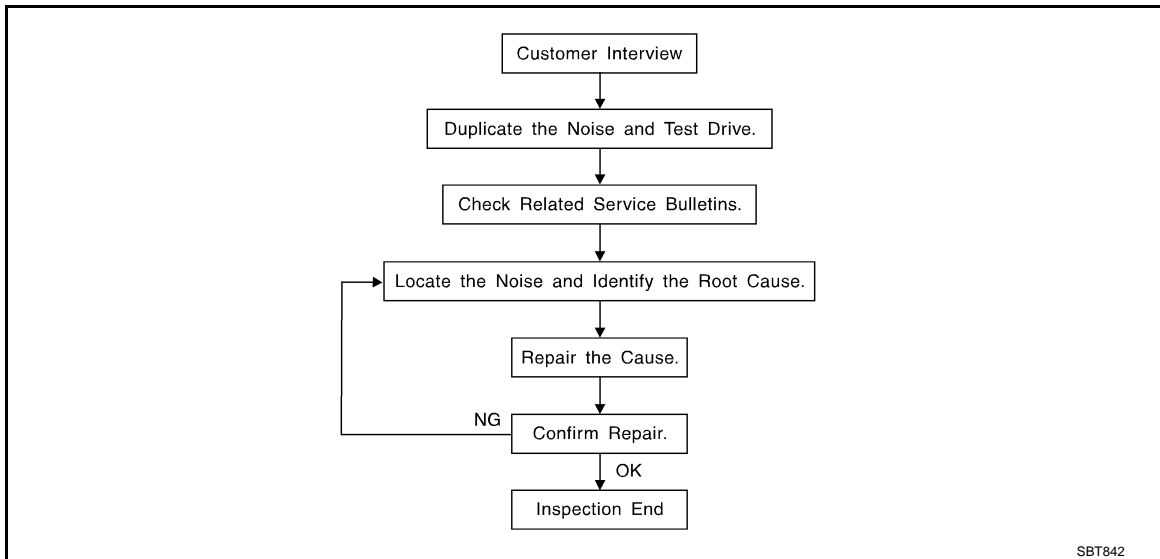 Customer Interview
Duplicate the Noise and Test Drive.
Check Related Service Bulletins.
Locate the Noise and Identify the Root Cause.
Repair the Cause.
NG
Confirm Repair.
OK
Inspection End
SBT842